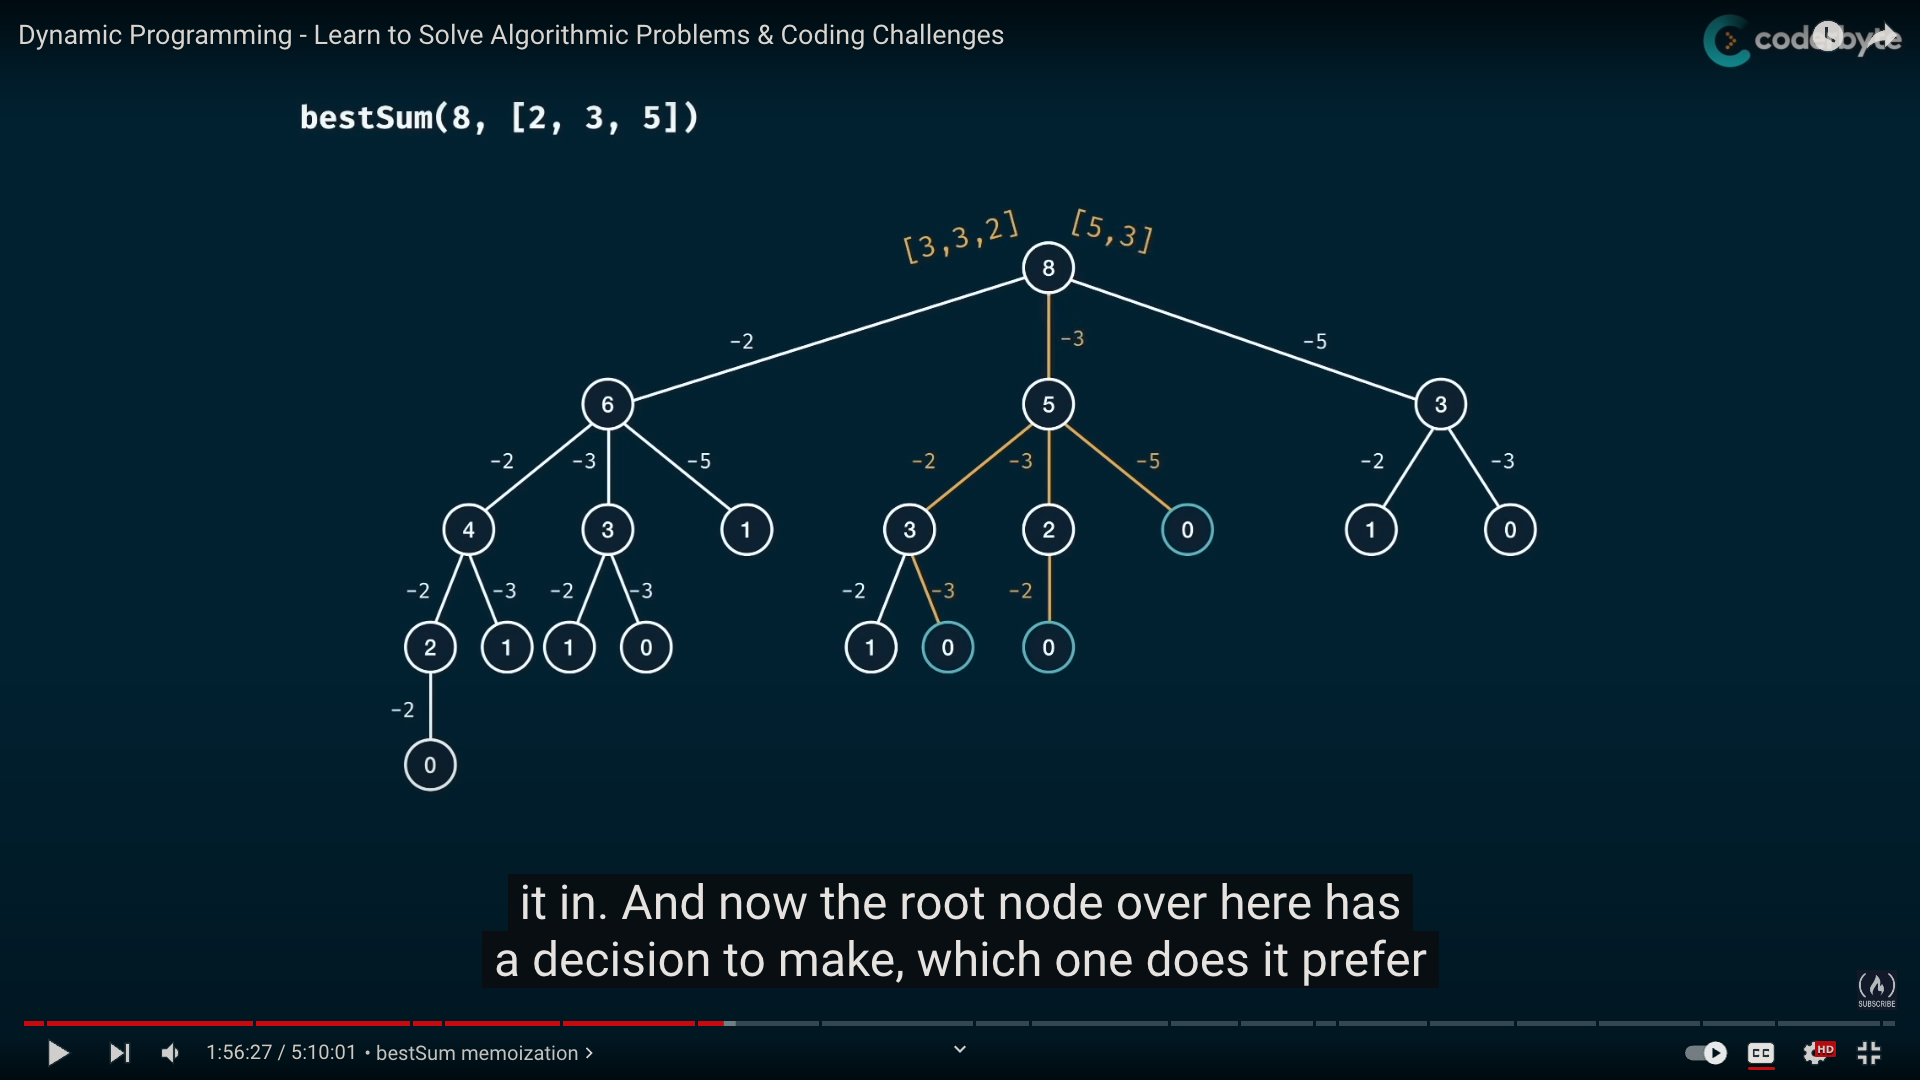 Dynamic Programming - Learn to Solve Algorithmic Problems & Coding Challenges
coderbyte
bestSum(8, [2, 3, 5])
[3,3,2] [5,3]
8
-2 -3 -5
6 5 3
-2 -3 -5 -2 -3 -5 -2 -3
4 3 1 3 2 0 1 0
-2 -3 -2 -3 -2 -3 -2
2 1 1 0 1 0 0
-2
0
it in. And now the root node over here has
a decision to make, which one does it prefer
SUBSCRIBE
1:56:27 / 5:10:01 • bestSum memoization >
CC HD